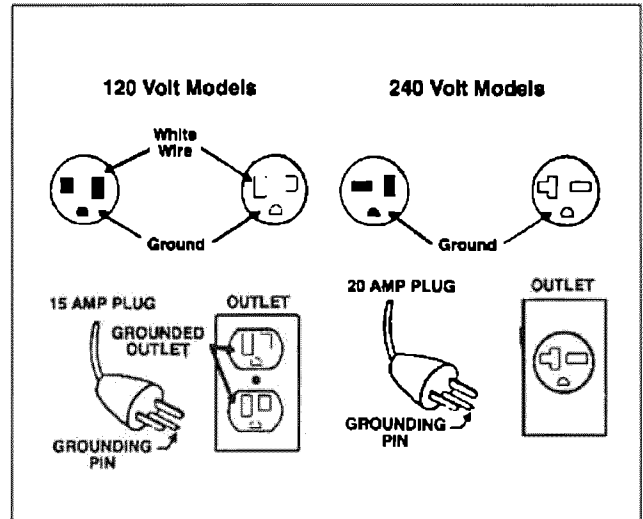 120 Volt Models
White
Wire
Ground
15 AMP PLUG
OUTLET
GROUNDED
OUTLET
GROUNDING
PIN
240 Volt Models
Ground
20 AMP PLUG
OUTLET
GROUNDING
PIN